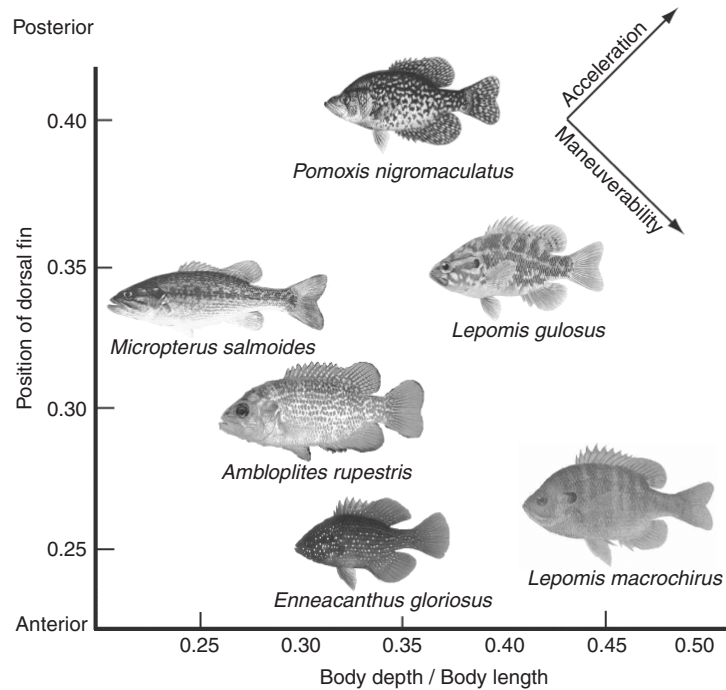 Posterior
Acceleration
Maneuverability
0.40
Pomoxis nigromaculatus
0.35
Lepomis gulosus
Micropterus salmoides
Position of dorsal fin
0.30
Ambloplites rupestris
0.25
Lepomis macrochirus
Enneacanthus gloriosus
Anterior
0.25 0.30 0.35 0.40 0.45 0.50
Body depth / Body length